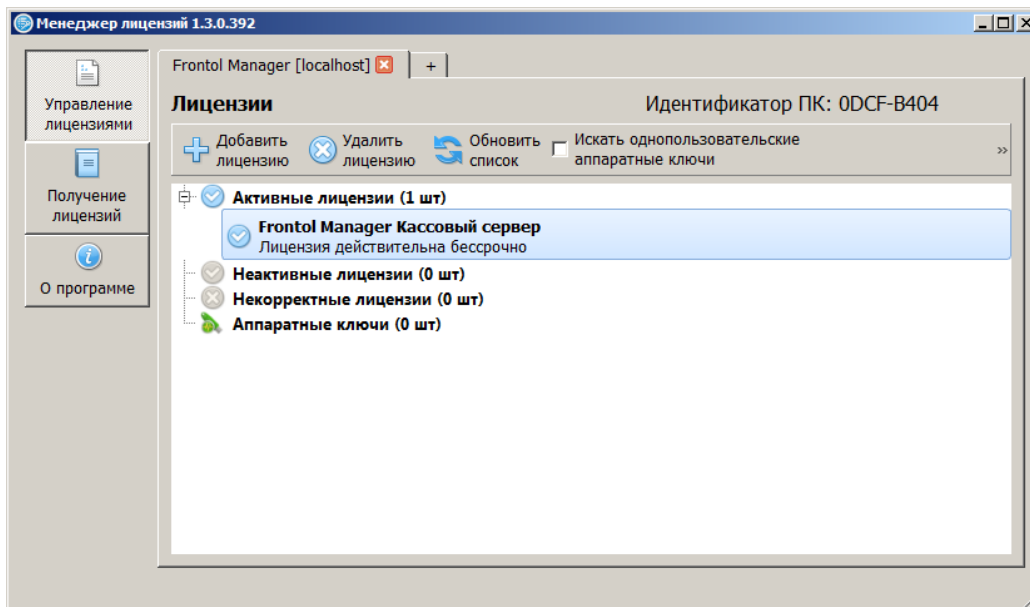 Менеджер лицензий 1.3.0.392
Управление
лицензиями
Получение
лицензий
О программе
Frontol Manager [localhost]
+
Лицензии
Идентификатор ПК: 0DCF-B404
Добавить
лицензию
Удалить
лицензию
Обновить
список
Искать однопользовательские
аппаратные ключи
»
Активные лицензии (1 шт)
Frontol Manager Кассовый сервер
Лицензия действительна бессрочно
Неактивные лицензии (0 шт)
Некорректные лицензии (0 шт)
Аппаратные ключи (0 шт)